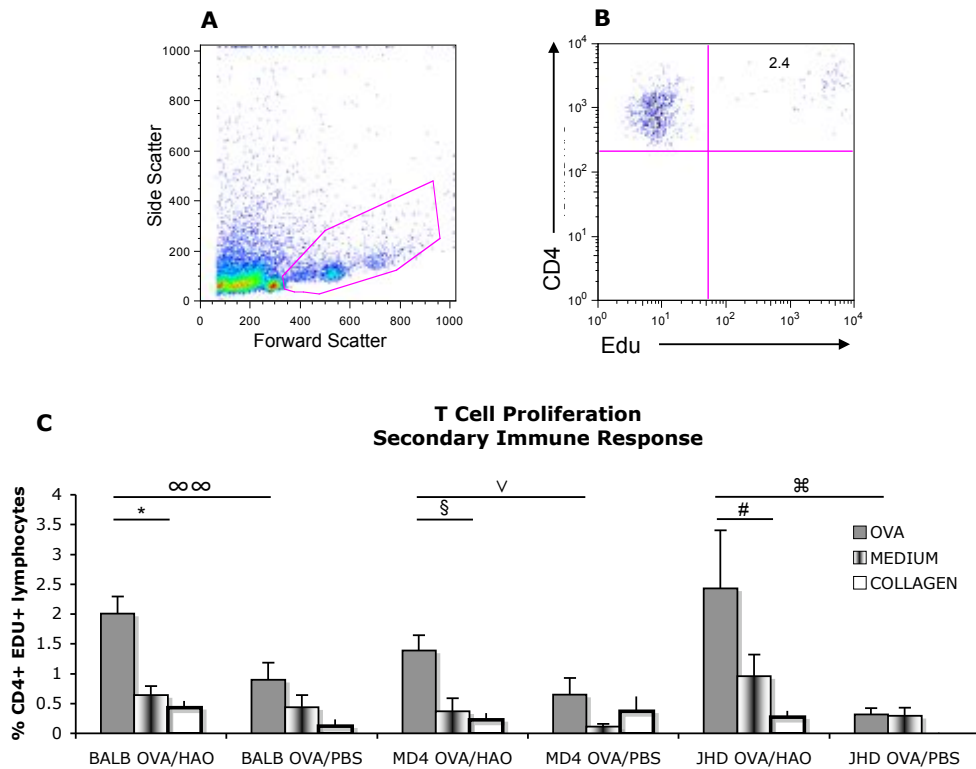 A
1000
800
600
400
200
0
Side Scatter
0 200 400 600 800 1000
Forward Scatter
B
10^4
10^3
10^2
10^1
10^0
CD4
2.4
10^0 10^1 10^2 10^3 10^4
Edu
C
T Cell Proliferation
Secondary Immune Response
4
3.5
3
2.5
2
1.5
1
0.5
0
% CD4+ EDU+ lymphocytes
∞∞
*
∨
§
⌘
#
OVA
MEDIUM
COLLAGEN
BALB OVA/HAO BALB OVA/PBS MD4 OVA/HAO MD4 OVA/PBS JHD OVA/HAO JHD OVA/PBS